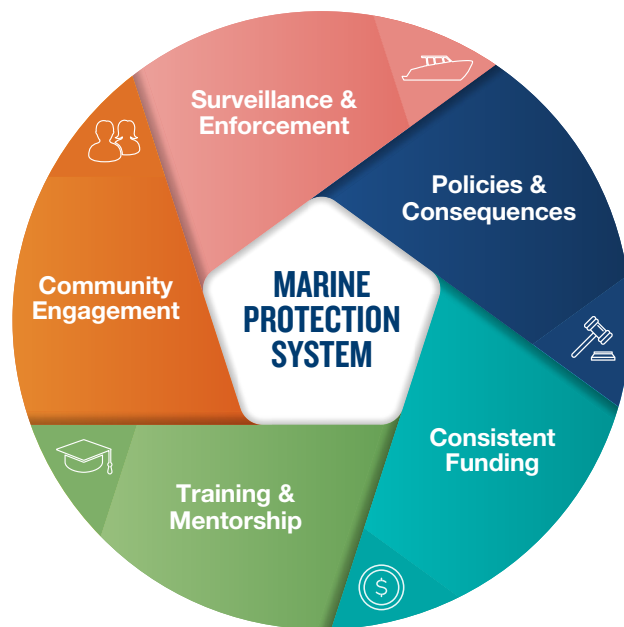 Surveillance &
Enforcement
Policies &
Consequences
Community
Engagement
MARINE
PROTECTION
SYSTEM
Consistent
Funding
Training &
Mentorship
$